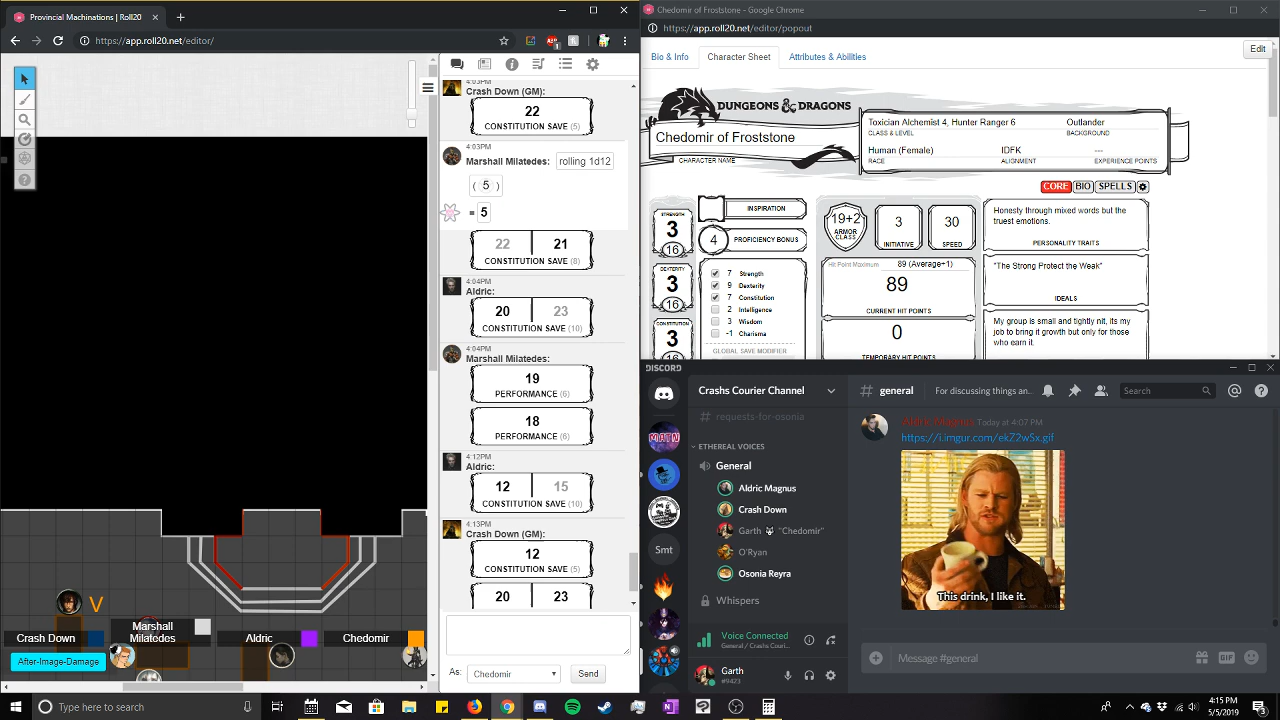 Provincial Machinations | Roll20
https://app.roll20.net/editor/
4:03PM
Crash Down (GM):
22
CONSTITUTION SAVE (5)
4:03PM
Marshall Milatedes: rolling 1d12
( 5 )
= 5
22 21
CONSTITUTION SAVE (8)
4:04PM
Aldric:
20 23
CONSTITUTION SAVE (10)
4:04PM
Marshall Milatedes:
19
PERFORMANCE (6)
18
PERFORMANCE (6)
4:12PM
Aldric:
12 15
CONSTITUTION SAVE (10)
4:13PM
Crash Down (GM):
12
CONSTITUTION SAVE (5)
20 23
As: Chedomir Send
V
Crash Down
Marshall
Milatedes
Aldric
Chedomir
After-Image-Damage
Chedomir of Froststone - Google Chrome
https://app.roll20.net/editor/popout
Bio & Info Character Sheet Attributes & Abilities Edit
DUNGEONS & DRAGONS
Chedomir of Froststone
CHARACTER NAME
Toxician Alchemist 4, Hunter Ranger 6 Outlander
CLASS & LEVEL BACKGROUND
Human (Female) IDFK ---
RACE ALIGNMENT EXPERIENCE POINTS
CORE BIO SPELLS
STRENGTH
3
16
DEXTERITY
3
16
CONSTITUTION
3
16
INSPIRATION
4 PROFICIENCY BONUS
7 Strength
9 Dexterity
7 Constitution
2 Intelligence
3 Wisdom
-1 Charisma
GLOBAL SAVE MODIFIER
19+2
ARMOR
CLASS
3
INITIATIVE
30
SPEED
Hit Point Maximum 89 (Average+1)
89
CURRENT HIT POINTS
0
TEMPORARY HIT POINTS
Honesty through mixed words but the
truest emotions.
PERSONALITY TRAITS
"The Strong Protect the Weak"
IDEALS
My group is small and tightly nit, its my
job to bring it growth but only for those
who earn it.
DISCORD
Crashs Courier Channel
# general For discussing things an... Search
# requests-for-osonia
ETHEREAL VOICES
General
Aldric Magnus
Crash Down
Garth "Chedomir"
O'Ryan
Osonia Reyra
Whispers
Smt
Voice Connected
General / Crashs Couri...
Garth
#9423
Aldric Magnus Today at 4:07 PM
https://i.imgur.com/ekZ2wSx.gif
This drink, I like it.
Message #general
GIF
Type here to search
4:15 PM
5/5/2019